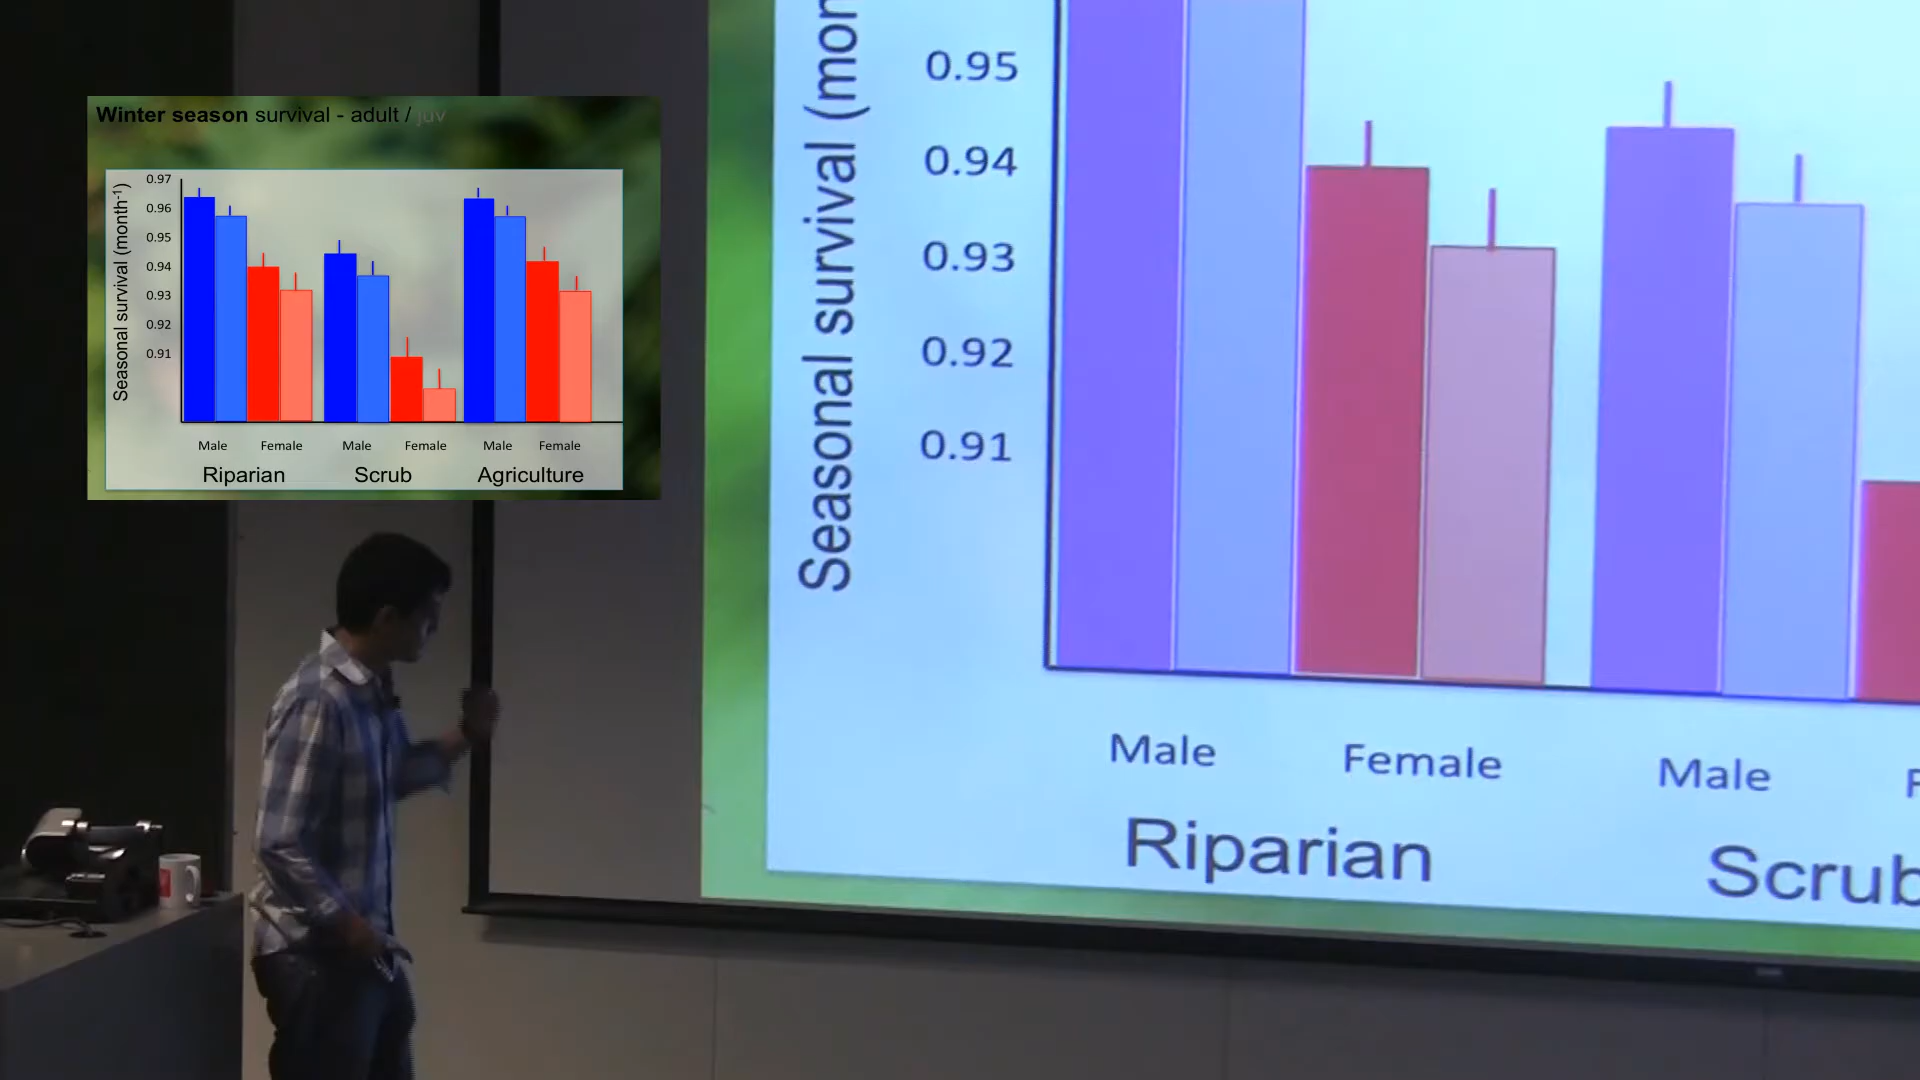 Winter season survival - adult / juv
Seasonal survival (month-1)
0.97
0.96
0.95
0.94
0.93
0.92
0.91
Male Female Male Female Male Female
Riparian Scrub Agriculture
Seasonal survival (mon
0.95
0.94
0.93
0.92
0.91
Male Female Male F
Riparian Scrub